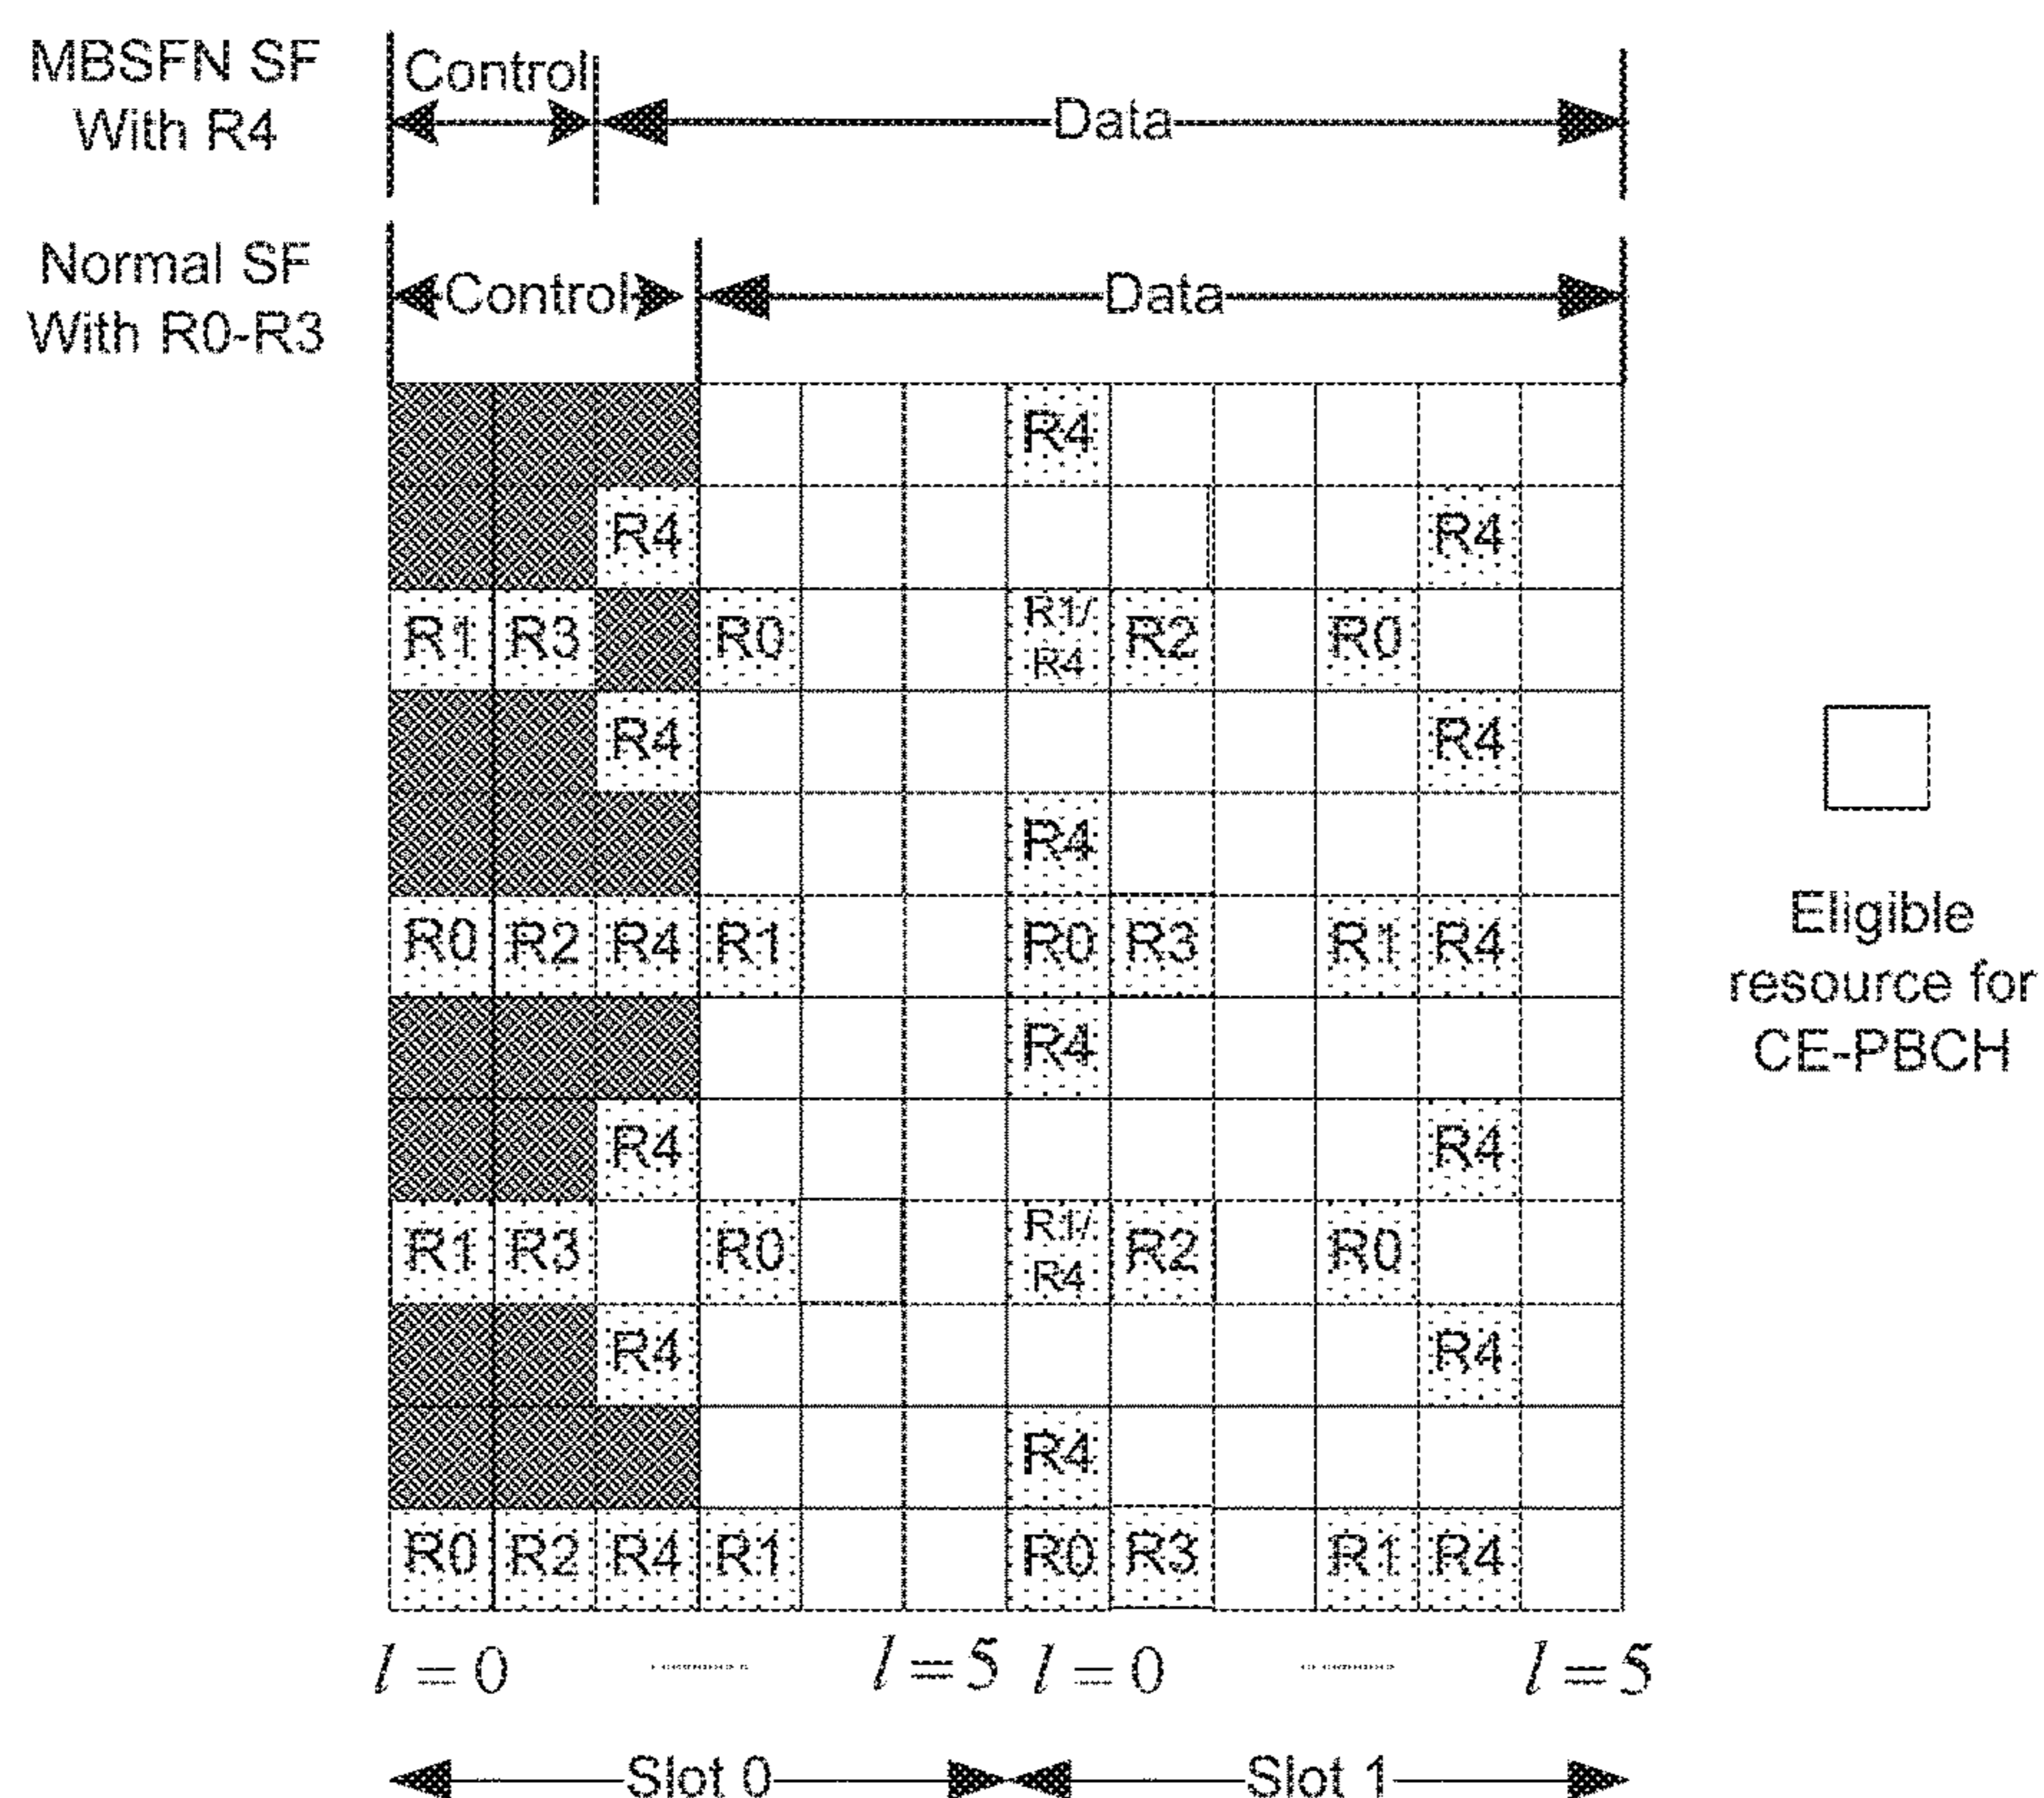 MBSFN SF
With R4
Control
Data
Normal SF
With R0-R3
Control
Data
R4
R4 R4
R1 R3 R0 R1/R4 R2 R0
R4 R4
R4
R0 R2 R4 R1 R0 R3 R1 R4
R4
R4 R4
R1 R3 R0 R1/R4 R2 R0
R4 R4
R4
R0 R2 R4 R1 R0 R3 R1 R4
Eligible
resource for
CE-PBCH
l = 0 l = 5 l = 0 l = 5
Slot 0 Slot 1